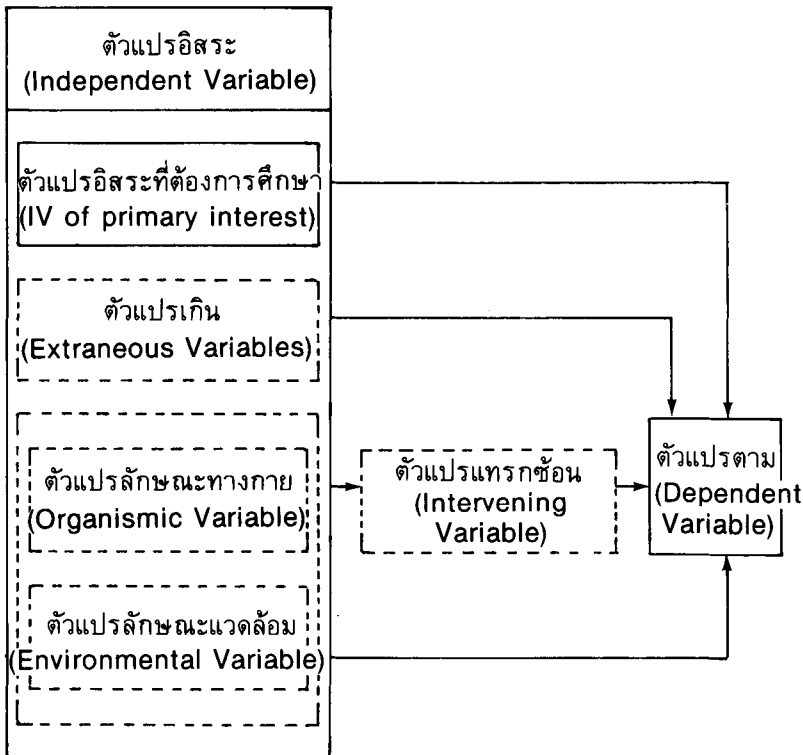 ตัวแปรอิสระ
(Independent Variable)
ตัวแปรอิสระที่ต้องการศึกษา
(IV of primary interest)
ตัวแปรเกิน
(Extraneous Variables)
ตัวแปรลักษณะทางกาย
(Organismic Variable)
ตัวแปรลักษณะแวดล้อม
(Environmental Variable)
ตัวแปรแทรกซ้อน
(Intervening
Variable)
ตัวแปรตาม
(Dependent
Variable)